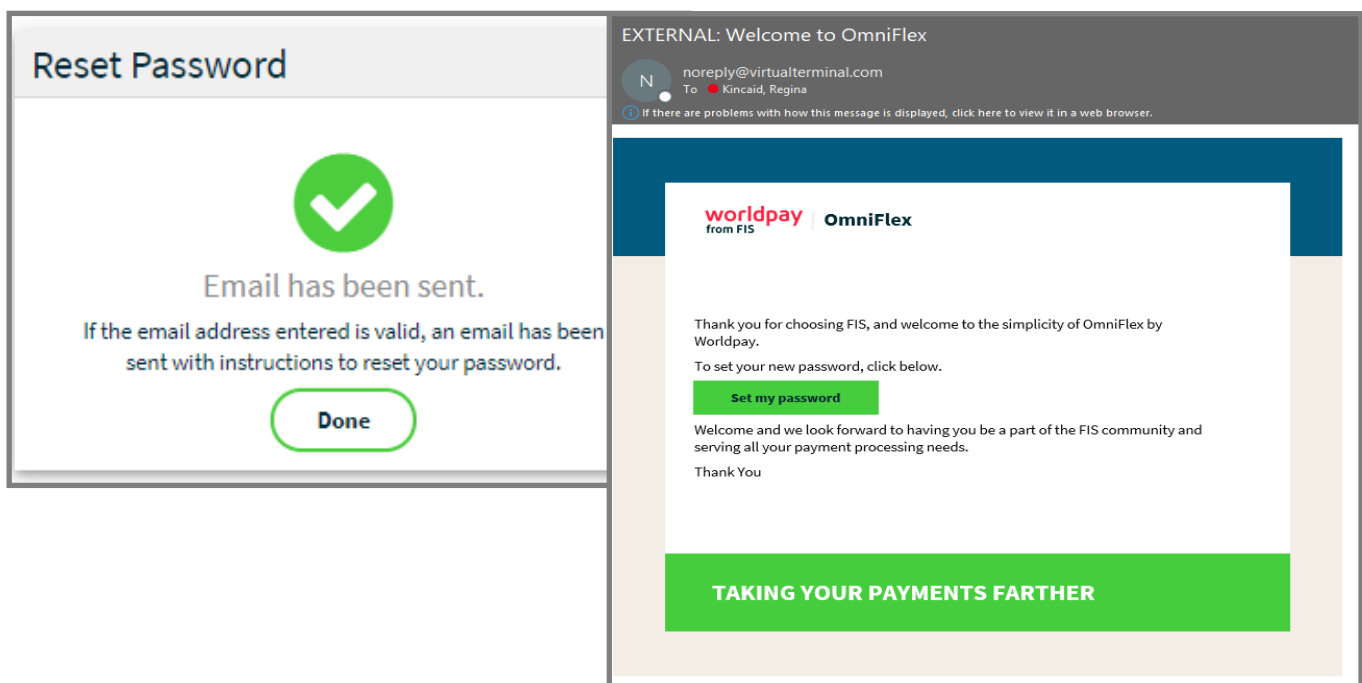 Reset Password
Email has been sent.
If the email address entered is valid, an email has been
sent with instructions to reset your password.
Done
EXTERNAL: Welcome to OmniFlex
N
noreply@virtualterminal.com
To Kincaid, Regina
If there are problems with how this message is displayed, click here to view it in a web browser.
worldpay
from FIS
OmniFlex
Thank you for choosing FIS, and welcome to the simplicity of OmniFlex by
Worldpay.
To set your new password, click below.
Set my password
Welcome and we look forward to having you be a part of the FIS community and
serving all your payment processing needs.
Thank You
TAKING YOUR PAYMENTS FARTHER